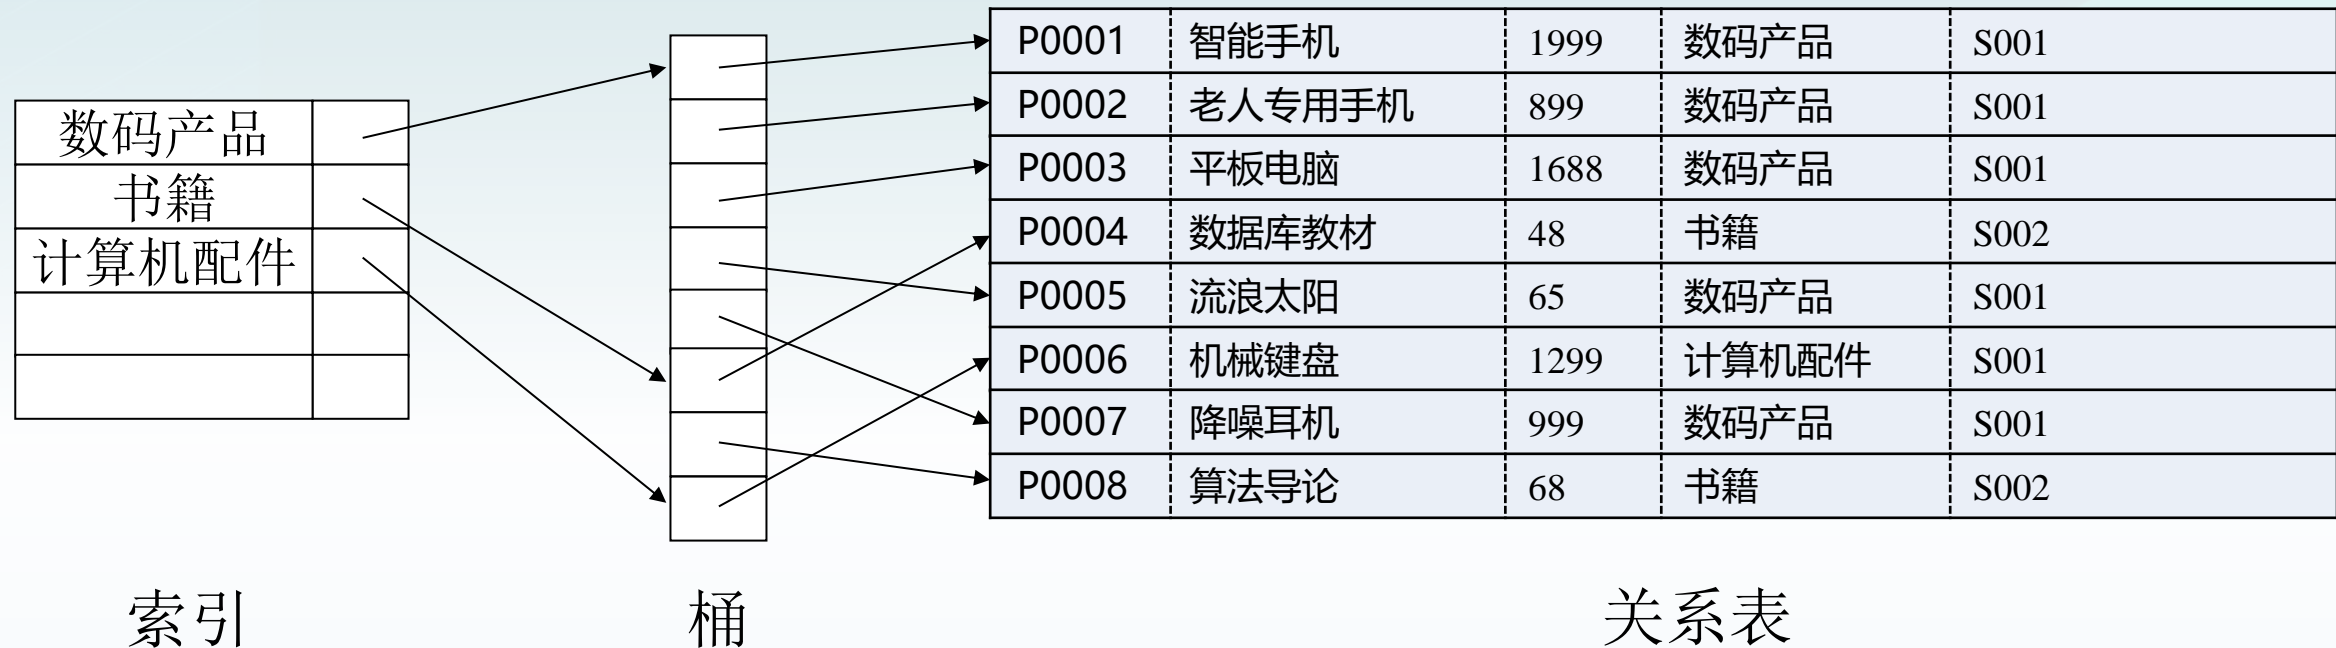 数码产品
书籍
计算机配件
P0001 智能手机 1999 数码产品 S001
P0002 老人专用手机 899 数码产品 S001
P0003 平板电脑 1688 数码产品 S001
P0004 数据库教材 48 书籍 S002
P0005 流浪太阳 65 数码产品 S001
P0006 机械键盘 1299 计算机配件 S001
P0007 降噪耳机 999 数码产品 S001
P0008 算法导论 68 书籍 S002
索引 桶 关系表